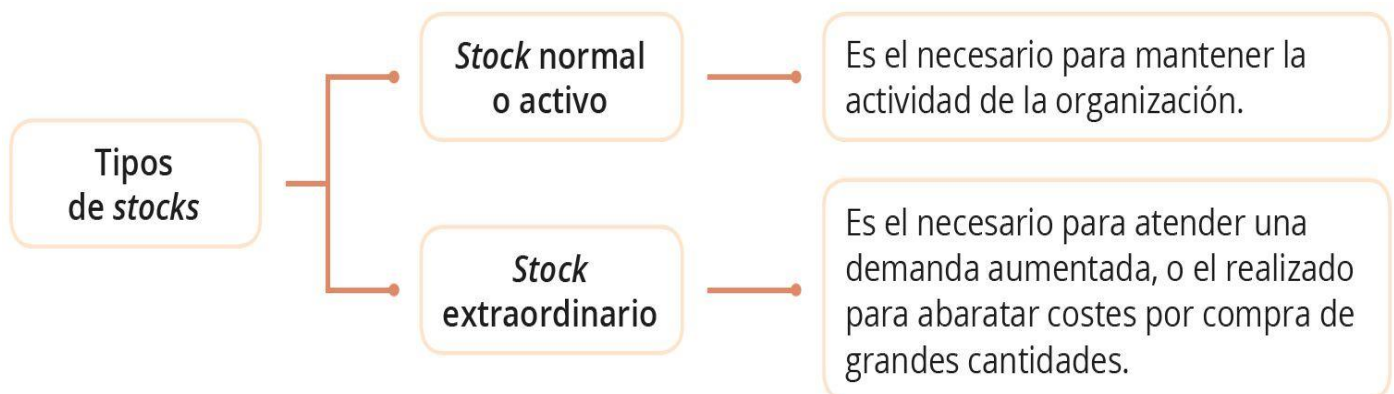 Tipos
de stocks
Stock normal
o activo
Es el necesario para mantener la
actividad de la organización.
Stock
extraordinario
Es el necesario para atender una
demanda aumentada, o el realizado
para abaratar costes por compra de
grandes cantidades.